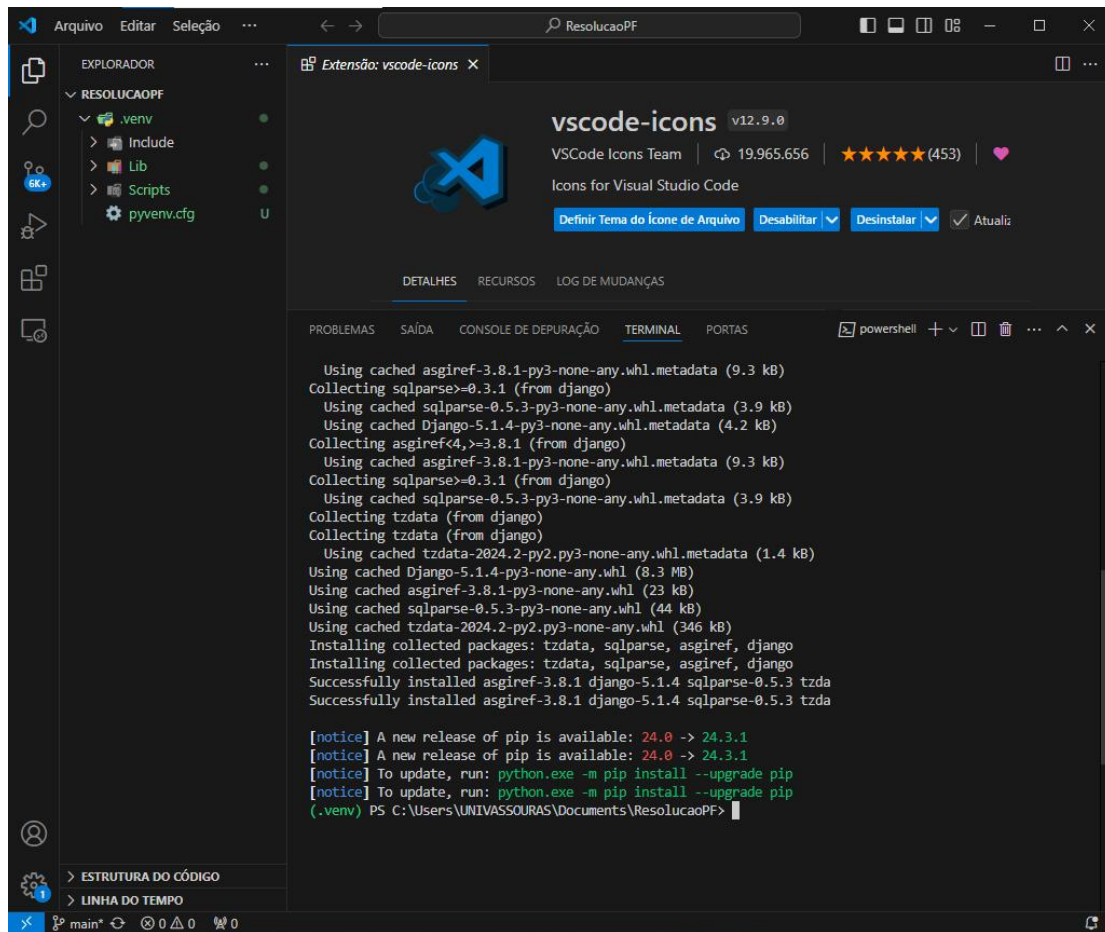 Arquivo Editar Seleção ... ResolucaoPF
EXPLORADOR ...
RESOLUCAOPF
.venv
Include
Lib
Scripts
pyvenv.cfg U
6K+
1
ESTRUTURA DO CÓDIGO
LINHA DO TEMPO
Extensão: vscode-icons
vscode-icons v12.9.0
VSCode Icons Team 19.965.656 (453)
Icons for Visual Studio Code
Definir Tema do Ícone de Arquivo Desabilitar Desinstalar Atualiz
DETALHES RECURSOS LOG DE MUDANÇAS
PROBLEMAS SAÍDA CONSOLE DE DEPURAÇÃO TERMINAL PORTAS powershell ...
Using cached asgiref-3.8.1-py3-none-any.whl.metadata (9.3 kB)
Collecting sqlparse>=0.3.1 (from django)
Using cached sqlparse-0.5.3-py3-none-any.whl.metadata (3.9 kB)
Using cached Django-5.1.4-py3-none-any.whl.metadata (4.2 kB)
Collecting asgiref<4,>=3.8.1 (from django)
Using cached asgiref-3.8.1-py3-none-any.whl.metadata (9.3 kB)
Collecting sqlparse>=0.3.1 (from django)
Using cached sqlparse-0.5.3-py3-none-any.whl.metadata (3.9 kB)
Collecting tzdata (from django)
Collecting tzdata (from django)
Using cached tzdata-2024.2-py2.py3-none-any.whl.metadata (1.4 kB)
Using cached Django-5.1.4-py3-none-any.whl (8.3 MB)
Using cached asgiref-3.8.1-py3-none-any.whl (23 kB)
Using cached sqlparse-0.5.3-py3-none-any.whl (44 kB)
Using cached tzdata-2024.2-py2.py3-none-any.whl (346 kB)
Installing collected packages: tzdata, sqlparse, asgiref, django
Installing collected packages: tzdata, sqlparse, asgiref, django
Successfully installed asgiref-3.8.1 django-5.1.4 sqlparse-0.5.3 tzda
Successfully installed asgiref-3.8.1 django-5.1.4 sqlparse-0.5.3 tzda
[notice] A new release of pip is available: 24.0 -> 24.3.1
[notice] A new release of pip is available: 24.0 -> 24.3.1
[notice] To update, run: python.exe -m pip install --upgrade pip
[notice] To update, run: python.exe -m pip install --upgrade pip
(.venv) PS C:\Users\UNIVASSOURAS\Documents\ResolucaoPF>
main* 0 0 0